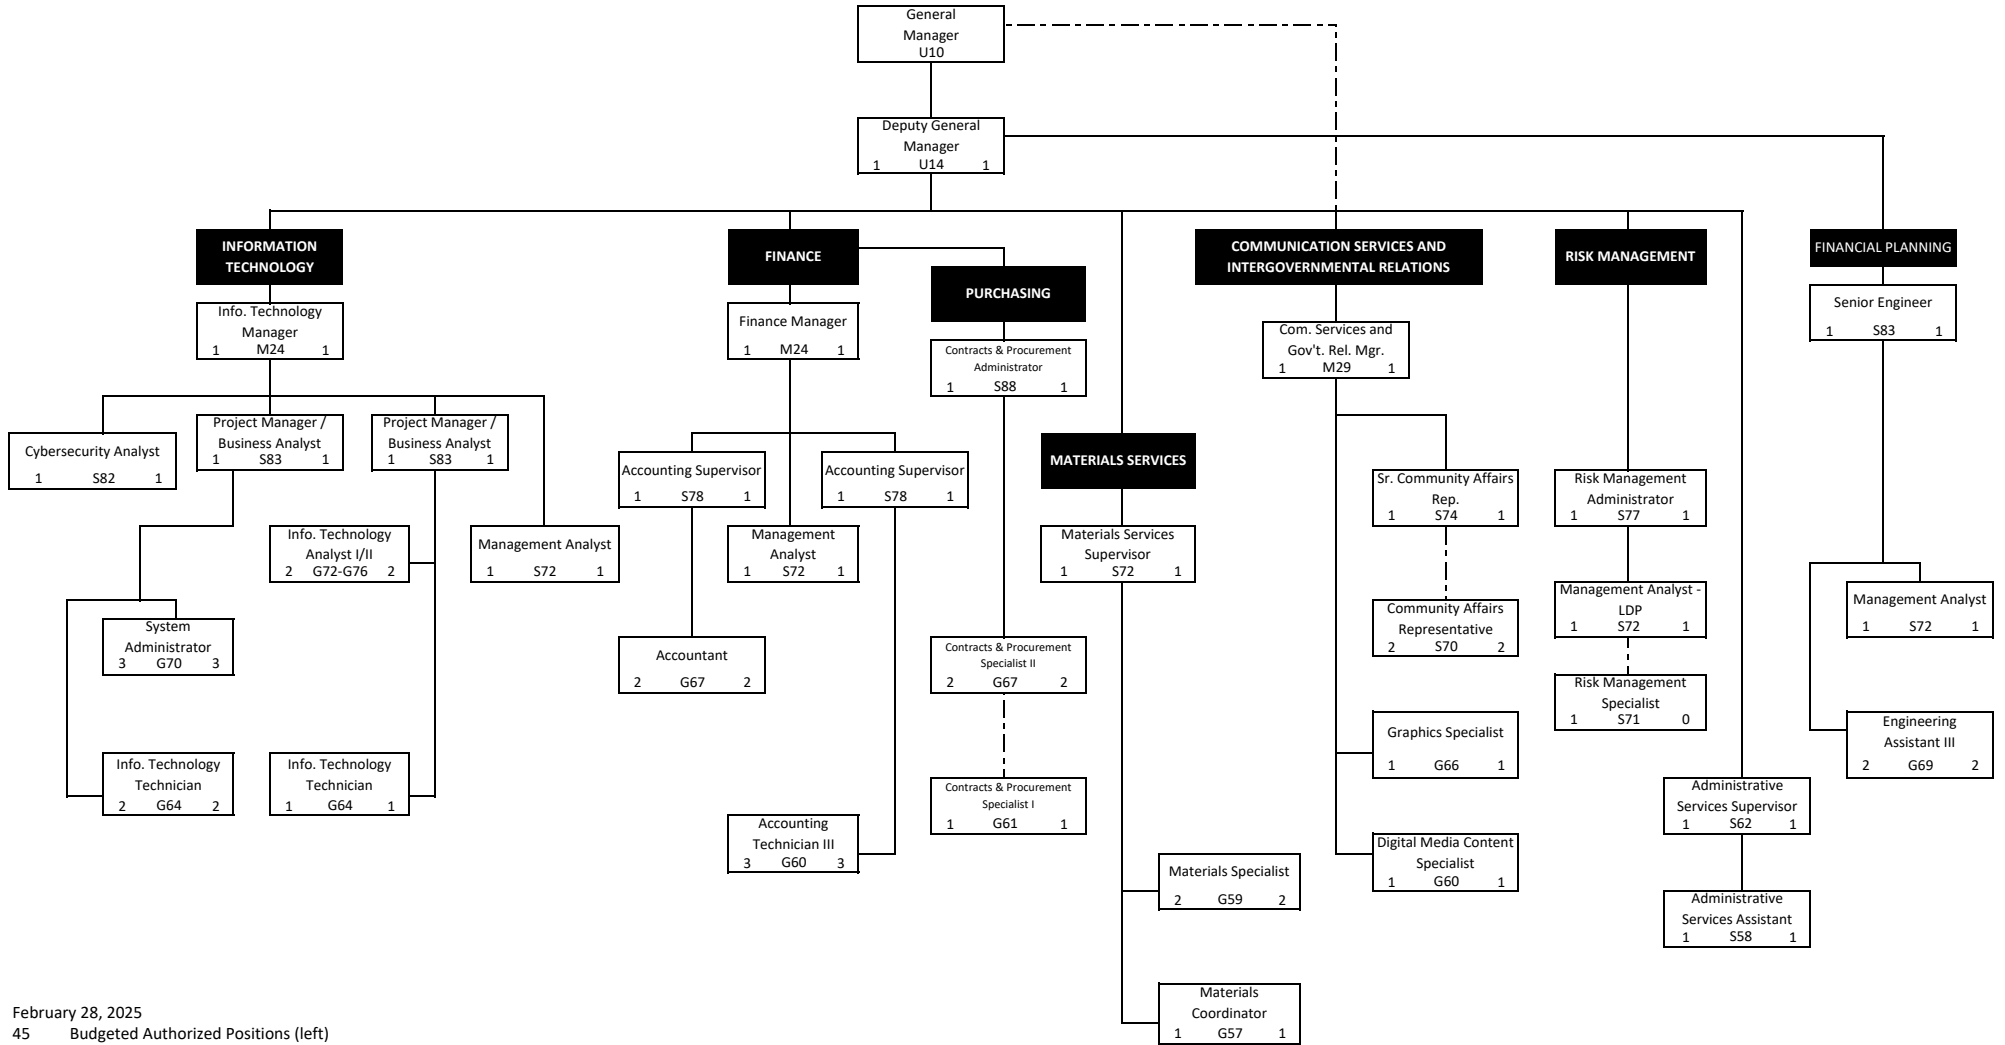 General
Manager
U10
Deputy General
Manager
1 U14 1
INFORMATION
TECHNOLOGY
Info. Technology
Manager
1 M24 1
Cybersecurity Analyst
1 S82 1
Project Manager /
Business Analyst
1 S83 1
Project Manager /
Business Analyst
1 S83 1
Info. Technology
Analyst I/II
2 G72-G76 2
Management Analyst
1 S72 1
System
Administrator
3 G70 3
Info. Technology
Technician
2 G64 2
Info. Technology
Technician
1 G64 1
FINANCE
Finance Manager
1 M24 1
Accounting Supervisor
1 S78 1
Accounting Supervisor
1 S78 1
Management
Analyst
1 S72 1
Accountant
2 G67 2
Accounting
Technician III
3 G60 3
PURCHASING
Contracts & Procurement
Administrator
1 S88 1
Contracts & Procurement
Specialist II
2 G67 2
Contracts & Procurement
Specialist I
1 G61 1
MATERIALS SERVICES
Materials Services
Supervisor
1 S72 1
Materials Specialist
2 G59 2
Materials
Coordinator
1 G57 1
COMMUNICATION SERVICES AND
INTERGOVERNMENTAL RELATIONS
Com. Services and
Gov't. Rel. Mgr.
1 M29 1
Sr. Community Affairs
Rep.
1 S74 1
Community Affairs
Representative
2 S70 2
Graphics Specialist
1 G66 1
Digital Media Content
Specialist
1 G60 1
RISK MANAGEMENT
Risk Management
Administrator
1 S77 1
Management Analyst -
LDP
1 S72 1
Risk Management
Specialist
1 S71 0
Administrative
Services Supervisor
1 S62 1
Administrative
Services Assistant
1 S58 1
FINANCIAL PLANNING
Senior Engineer
1 S83 1
Management Analyst
1 S72 1
Engineering
Assistant III
2 G69 2
February 28, 2025
45 Budgeted Authorized Positions (left)